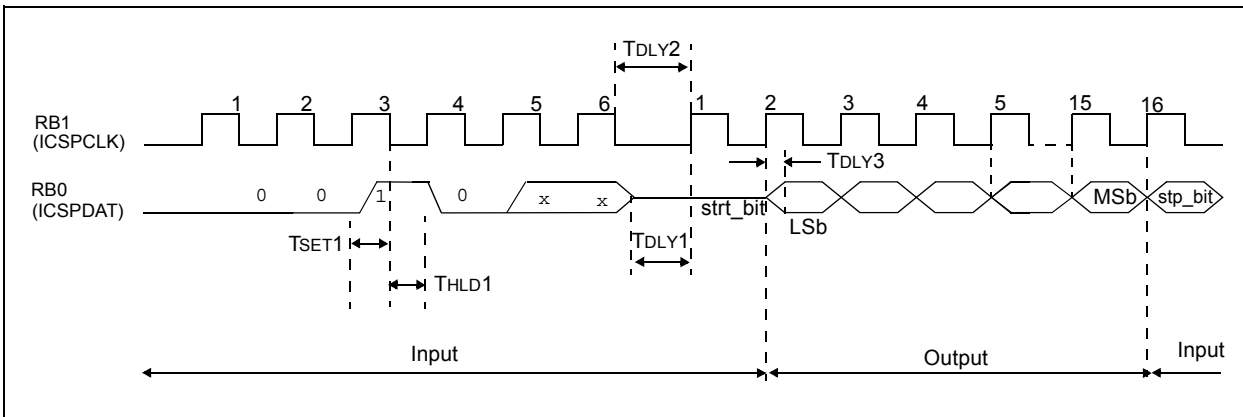 TDLY2
1 2 3 4 5 6 1 2 3 4 5 15 16
RB1
(ICSPCLK)
TDLY3
RB0
(ICSPDAT)
0 0 1 0 x x strt_bit LSb MSb stp_bit
TSET1
TDLY1
THLD1
Input Output Input